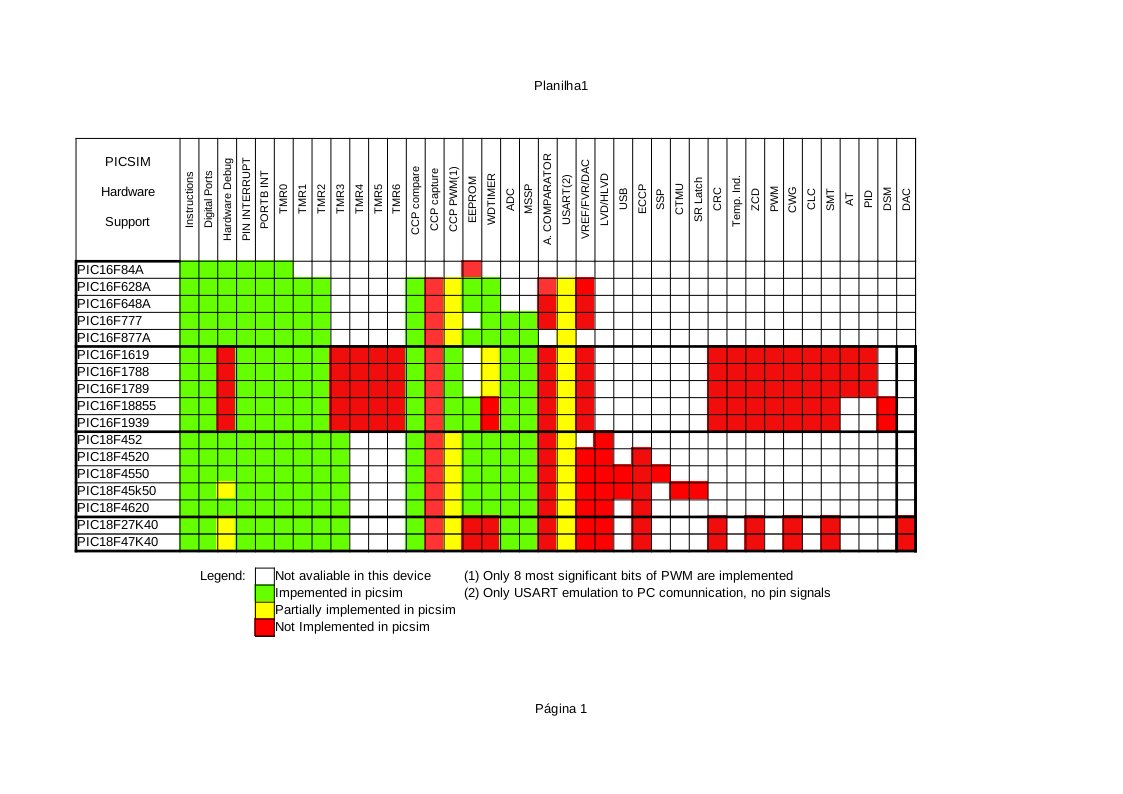 Planilha1
PICSIM
Hardware
Support
Instructions
Digital Ports
Hardware Debug
PIN INTERRUPT
PORTB INT
TMR0
TMR1
TMR2
TMR3
TMR4
TMR5
TMR6
CCP compare
CCP capture
CCP PWM(1)
EEPROM
WDTIMER
ADC
MSSP
A. COMPARATOR
USART(2)
VREF/FVR/DAC
LVD/HLVD
USB
ECCP
SSP
CTMU
SR Latch
CRC
Temp. Ind.
ZCD
PWM
CWG
CLC
SMT
AT
PID
DSM
DAC
PIC16F84A
PIC16F628A
PIC16F648A
PIC16F777
PIC16F877A
PIC16F1619
PIC16F1788
PIC16F1789
PIC16F18855
PIC16F1939
PIC18F452
PIC18F4520
PIC18F4550
PIC18F45k50
PIC18F4620
PIC18F27K40
PIC18F47K40
Legend: Not avaliable in this device (1) Only 8 most significant bits of PWM are implemented
Impemented in picsim (2) Only USART emulation to PC comunnication, no pin signals
Partially implemented in picsim
Not Implemented in picsim
Página 1